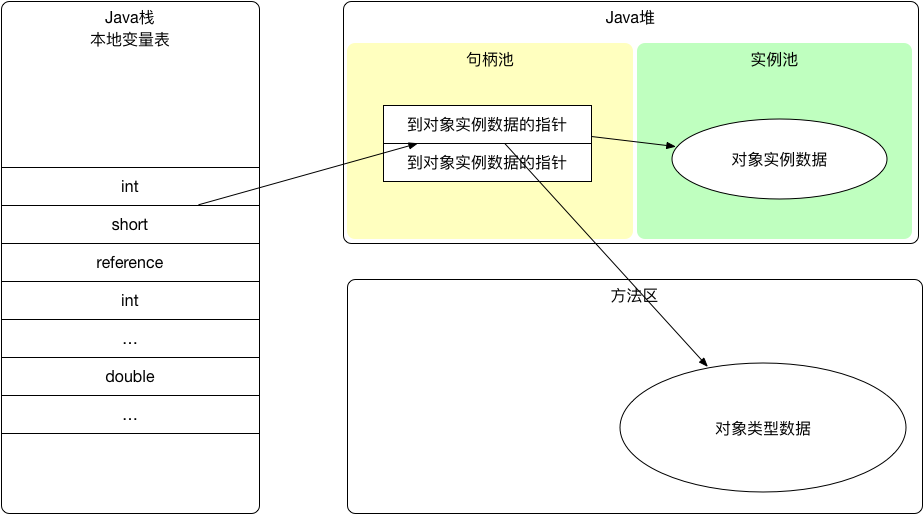 Java栈
本地变量表
int
short
reference
int
...
double
...
Java堆
句柄池
到对象实例数据的指针
到对象实例数据的指针
实例池
对象实例数据
方法区
对象类型数据